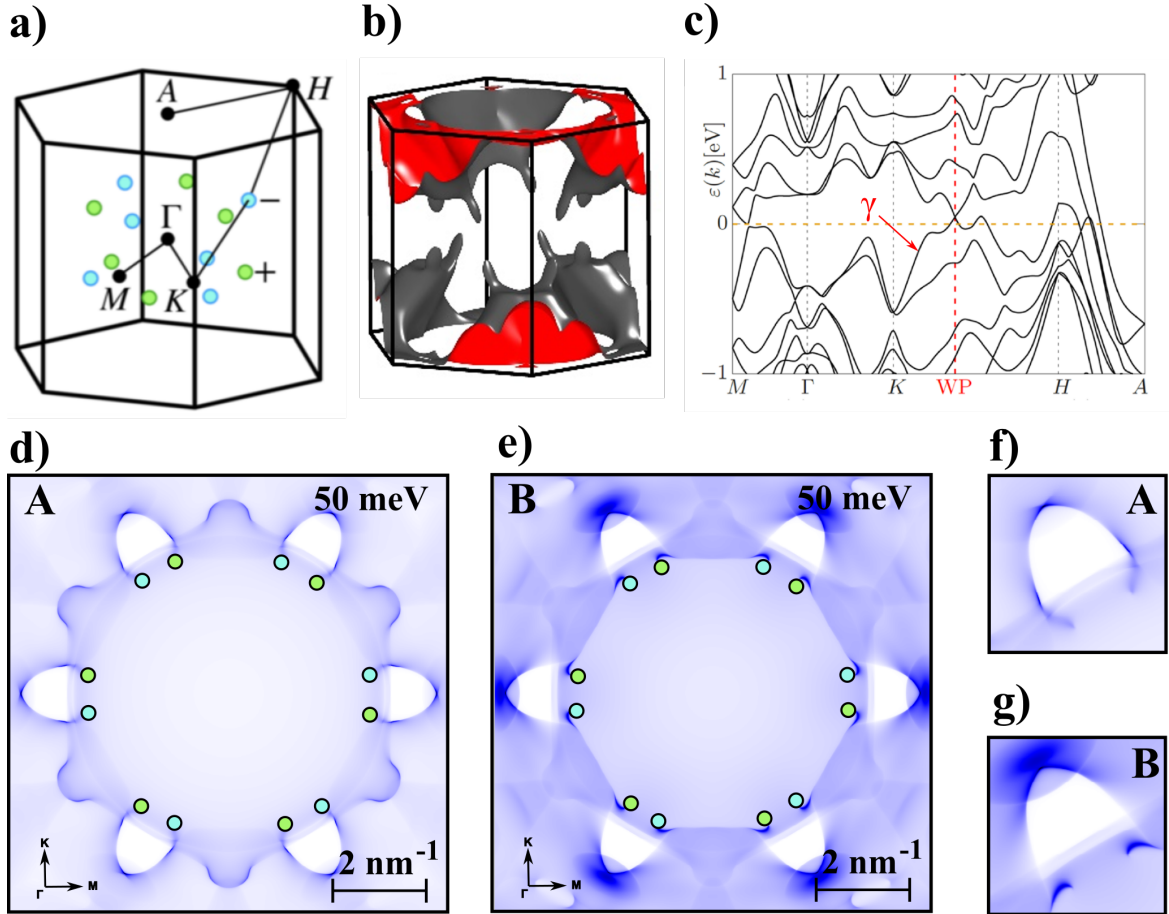 a)
A
H
Γ
−
+
M
K
b)
c)
ε(k)[eV]
1
0
−1
γ
M Γ K WP H A
d)
A
50 meV
K
Γ
M
2 nm⁻¹
e)
B
50 meV
K
Γ
M
2 nm⁻¹
f)
A
g)
B